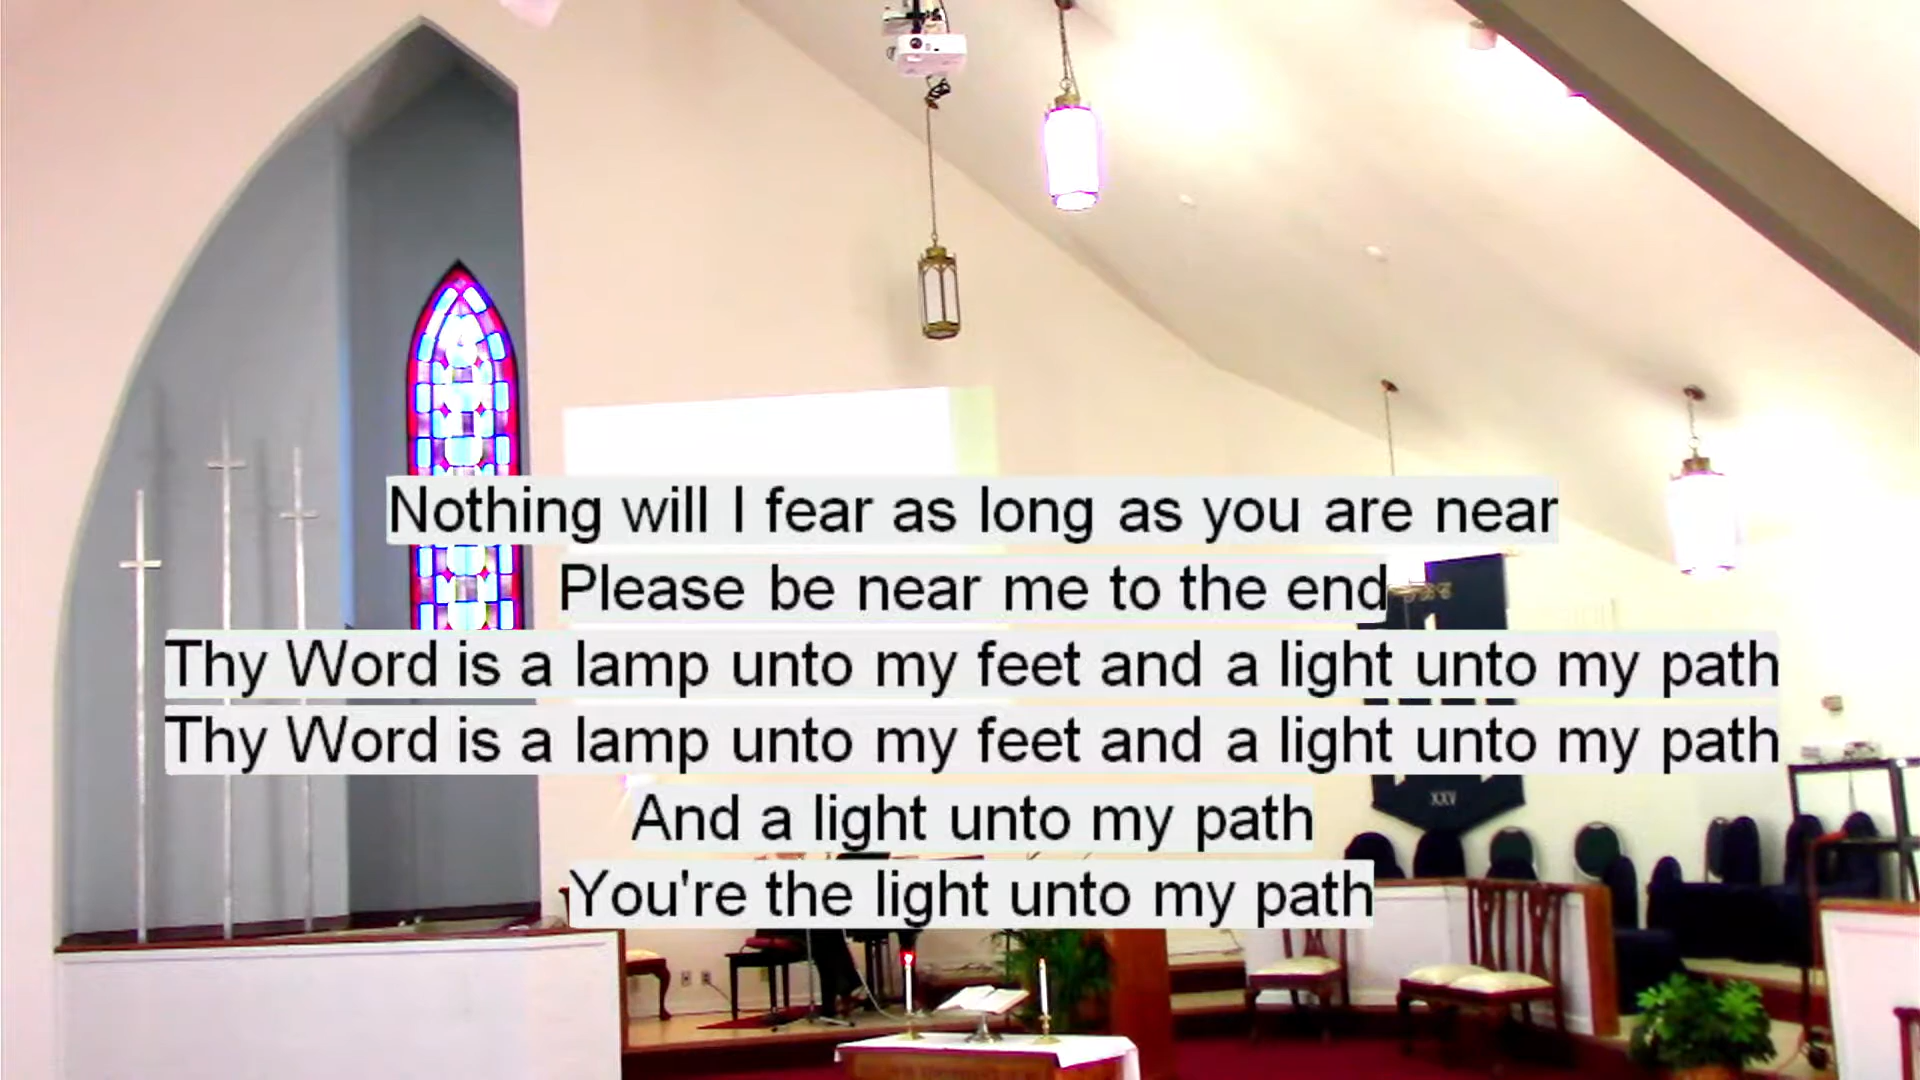 Nothing will I fear as long as you are near
Please be near me to the end
Thy Word is a lamp unto my feet and a light unto my path
Thy Word is a lamp unto my feet and a light unto my path
And a light unto my path
You're the light unto my path
XXV